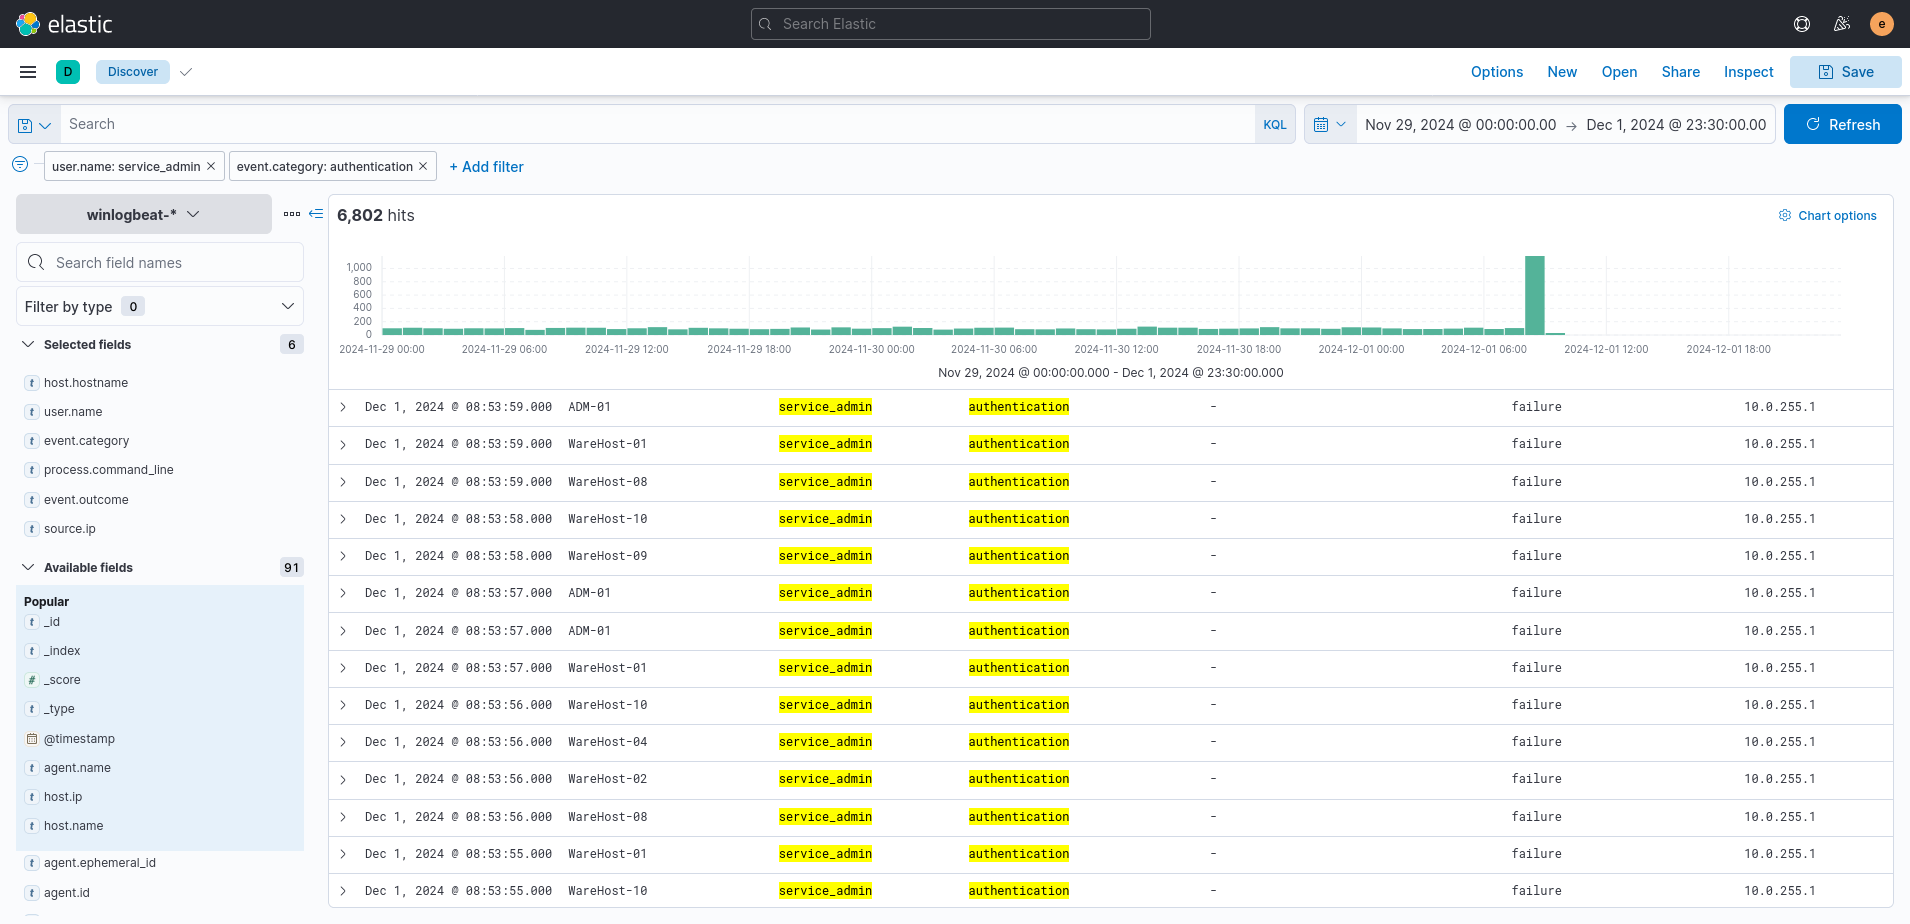 elastic
Search Elastic
e
D Discover Options New Open Share Inspect Save
Search KQL Nov 29, 2024 @ 00:00:00.00 → Dec 1, 2024 @ 23:30:00.00 Refresh
user.name: service_admin × event.category: authentication × + Add filter
winlogbeat-*
Search field names
Filter by type 0
Selected fields 6
t host.hostname
t user.name
t event.category
t process.command_line
t event.outcome
t source.ip
Available fields 91
Popular
t _id
t _index
# _score
t _type
@timestamp
t agent.name
t host.ip
t host.name
t agent.ephemeral_id
t agent.id
6,802 hits
Chart options
1,000
800
600
400
200
0
2024-11-29 00:00 2024-11-29 06:00 2024-11-29 12:00 2024-11-29 18:00 2024-11-30 00:00 2024-11-30 06:00 2024-11-30 12:00 2024-11-30 18:00 2024-12-01 00:00 2024-12-01 06:00 2024-12-01 12:00 2024-12-01 18:00
Nov 29, 2024 @ 00:00:00.000 - Dec 1, 2024 @ 23:30:00.000
Dec 1, 2024 @ 08:53:59.000 ADM-01 service_admin authentication - failure 10.0.255.1
Dec 1, 2024 @ 08:53:59.000 WareHost-01 service_admin authentication - failure 10.0.255.1
Dec 1, 2024 @ 08:53:59.000 WareHost-08 service_admin authentication - failure 10.0.255.1
Dec 1, 2024 @ 08:53:58.000 WareHost-10 service_admin authentication - failure 10.0.255.1
Dec 1, 2024 @ 08:53:58.000 WareHost-09 service_admin authentication - failure 10.0.255.1
Dec 1, 2024 @ 08:53:57.000 ADM-01 service_admin authentication - failure 10.0.255.1
Dec 1, 2024 @ 08:53:57.000 ADM-01 service_admin authentication - failure 10.0.255.1
Dec 1, 2024 @ 08:53:57.000 WareHost-01 service_admin authentication - failure 10.0.255.1
Dec 1, 2024 @ 08:53:56.000 WareHost-10 service_admin authentication - failure 10.0.255.1
Dec 1, 2024 @ 08:53:56.000 WareHost-04 service_admin authentication - failure 10.0.255.1
Dec 1, 2024 @ 08:53:56.000 WareHost-02 service_admin authentication - failure 10.0.255.1
Dec 1, 2024 @ 08:53:56.000 WareHost-08 service_admin authentication - failure 10.0.255.1
Dec 1, 2024 @ 08:53:55.000 WareHost-01 service_admin authentication - failure 10.0.255.1
Dec 1, 2024 @ 08:53:55.000 WareHost-10 service_admin authentication - failure 10.0.255.1